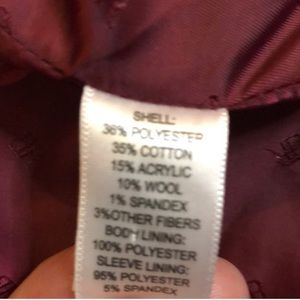 SHELL:
36% POLYESTER
35% COTTON
15% ACRYLIC
10% WOOL
1% SPANDEX
3%OTHER FIBERS
BODY LINING:
100% POLYESTER
SLEEVE LINING:
95% POLYESTER
5% SPANDEX